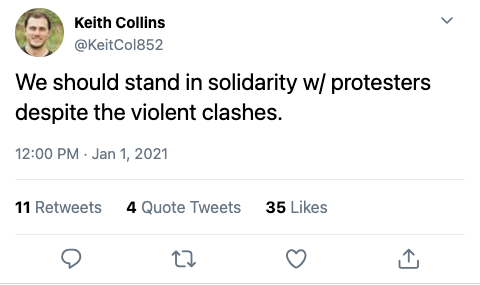 Keith Collins
@KeitCol852
We should stand in solidarity w/ protesters
despite the violent clashes.
12:00 PM · Jan 1, 2021
11 Retweets 4 Quote Tweets 35 Likes